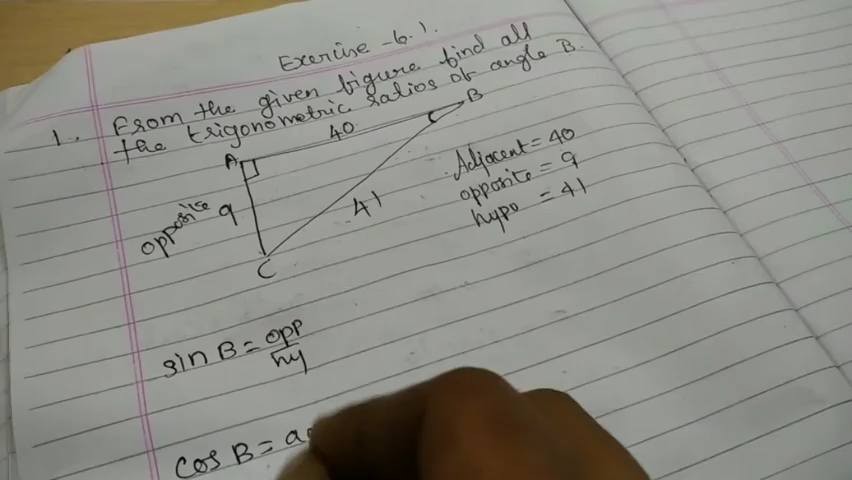 Exercise - 6.1.
1. From the given figure find all
the trigonometric ratios of angle B.
A
B
40
Adjacent = 40
opposite = 9
hypo = 41
opposite 9
41
C
sin B = opp/hy
cos B = a